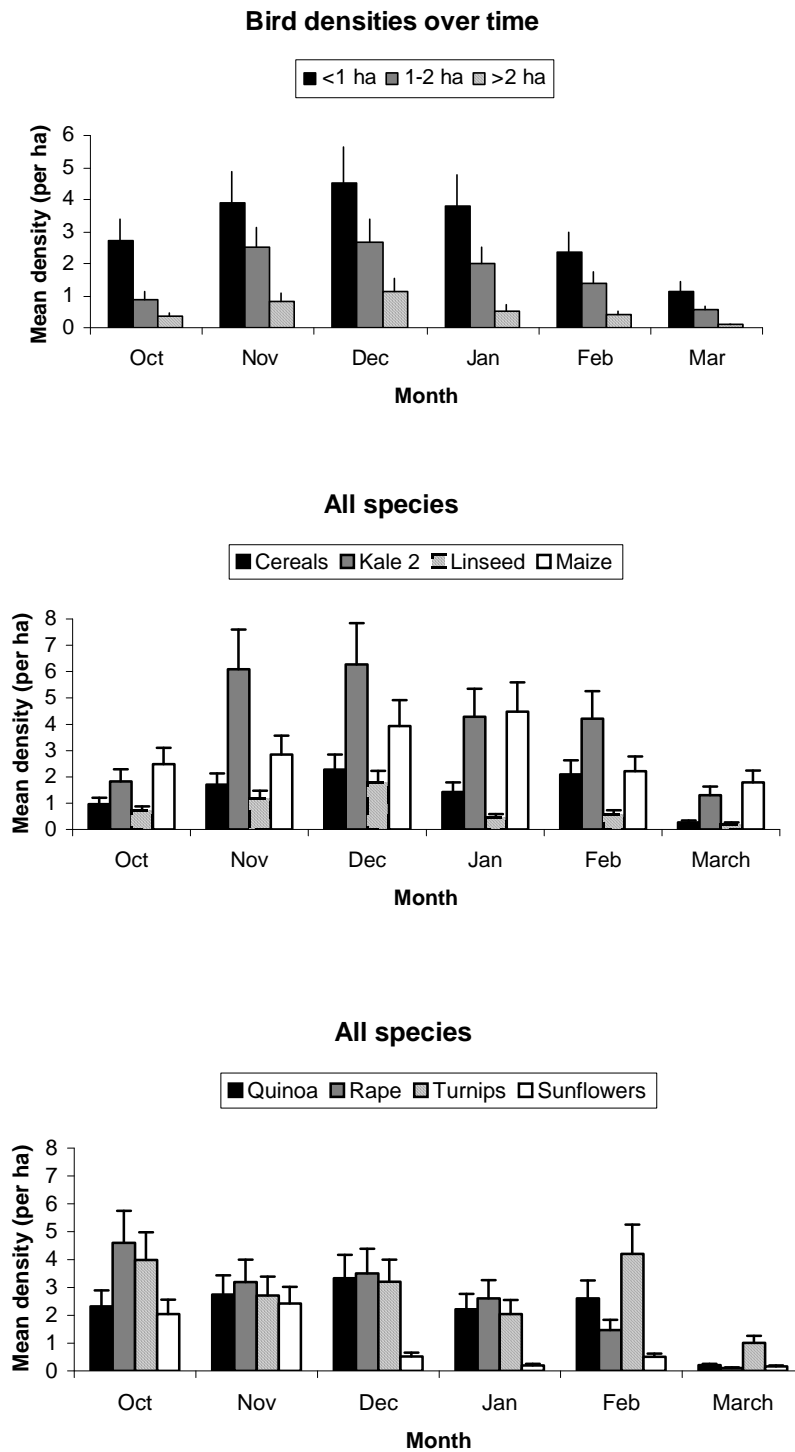 Bird densities over time
<1 ha 1-2 ha >2 ha
Mean density (per ha)
6
5
4
3
2
1
0
Oct Nov Dec Jan Feb Mar
Month
All species
Cereals Kale 2 Linseed Maize
Mean density (per ha)
8
7
6
5
4
3
2
1
0
Oct Nov Dec Jan Feb March
Month
All species
Quinoa Rape Turnips Sunflowers
Mean density (per ha)
8
7
6
5
4
3
2
1
0
Oct Nov Dec Jan Feb March
Month